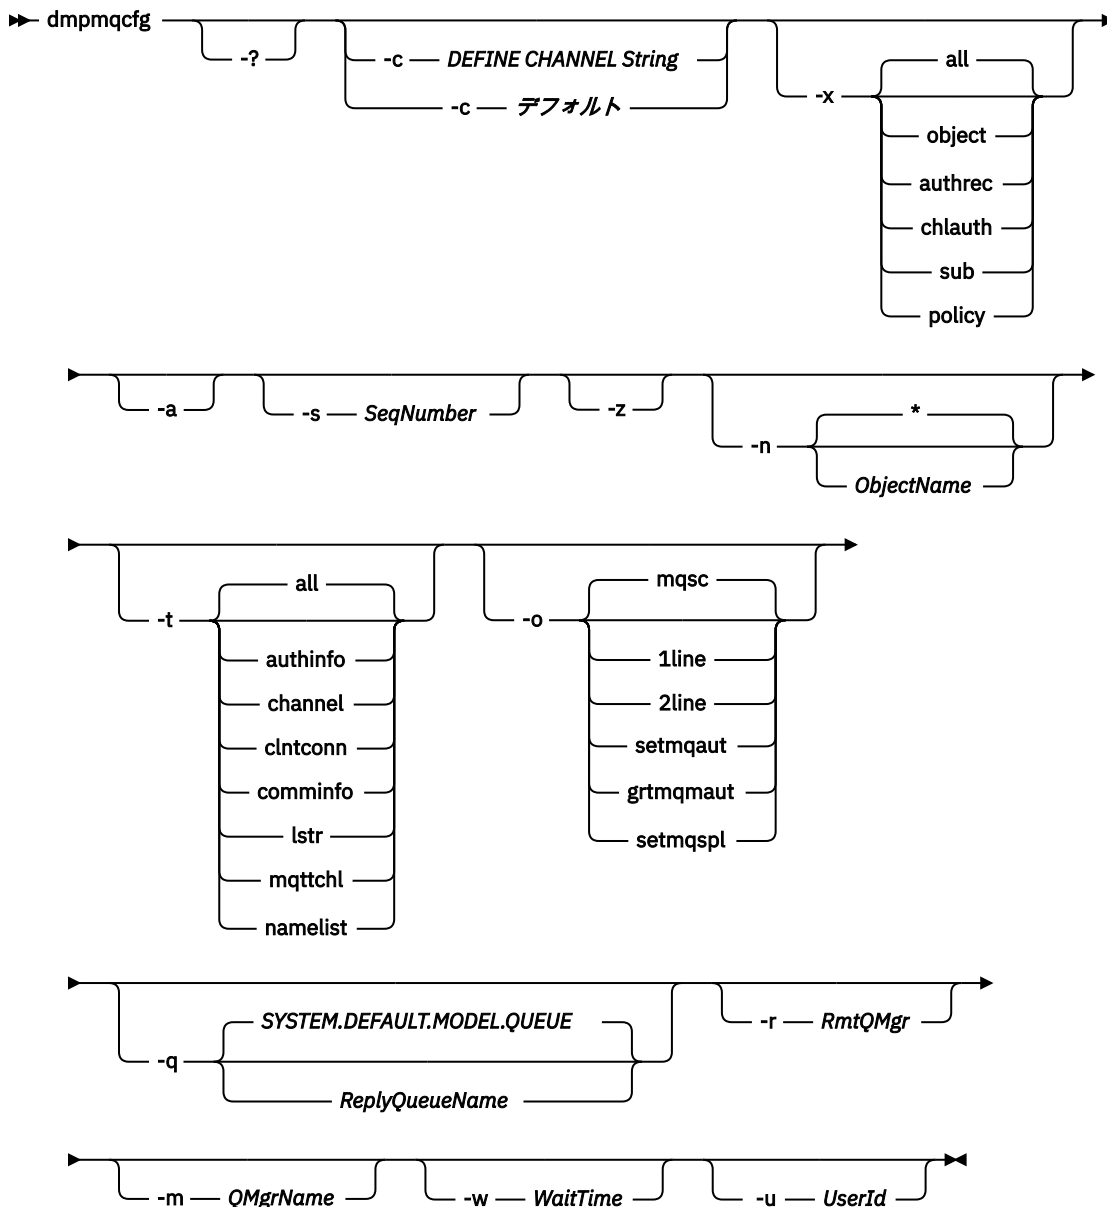 dmpmqcfg
-?
-c DEFINE CHANNEL String
-c デフォルト
-x
all
object
authrec
chlauth
sub
policy
-a
-s SeqNumber
-z
-n
*
ObjectName
-t
all
authinfo
channel
clntconn
comminfo
lstr
mqttchl
namelist
-o
mqsc
1line
2line
setmqaut
grtmqmaut
setmqspl
-q
SYSTEM.DEFAULT.MODEL.QUEUE
ReplyQueueName
-r RmtQMgr
-m QMgrName
-w WaitTime
-u UserId